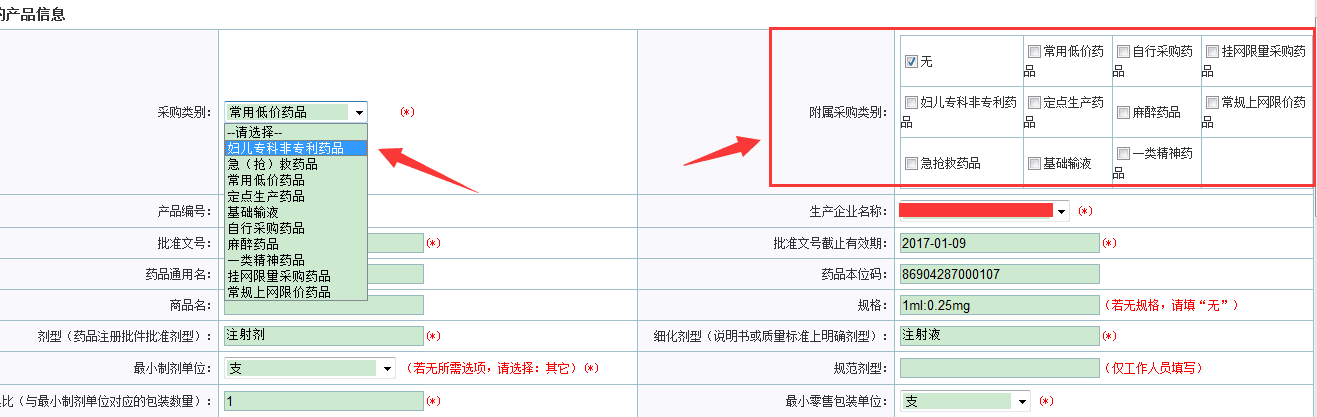 的产品信息
采购类别:
常用低价药品
(*)
--请选择--
妇儿专科非专利药品
急（抢）救药品
常用低价药品
定点生产药品
基础输液
自行采购药品
麻醉药品
一类精神药品
挂网限量采购药品
常规上网限价药品
附属采购类别:
无
常用低价药
品
自行采购药
品
挂网限量采购药
品
妇儿专科非专利药
品
定点生产药
品
麻醉药品
常规上网限价药
品
急抢救药品
基础输液
一类精神药
品
产品编号:
生产企业名称:
(*)
批准文号:
(*)
批准文号截止有效期:
2017-01-09
(*)
药品通用名:
药品本位码:
86904287000107
商品名:
规格:
1ml:0.25mg
(若无规格，请填“无”)
剂型（药品注册批件批准剂型）:
注射剂
(*)
细化剂型（说明书或质量标准上明确剂型）:
注射液
(*)
最小制剂单位:
支
(若无所需选项，请选择：其它) (*)
规范剂型:
(仅工作人员填写)
比（与最小制剂单位对应的包装数量）:
1
(*)
最小零售包装单位:
支
(*)